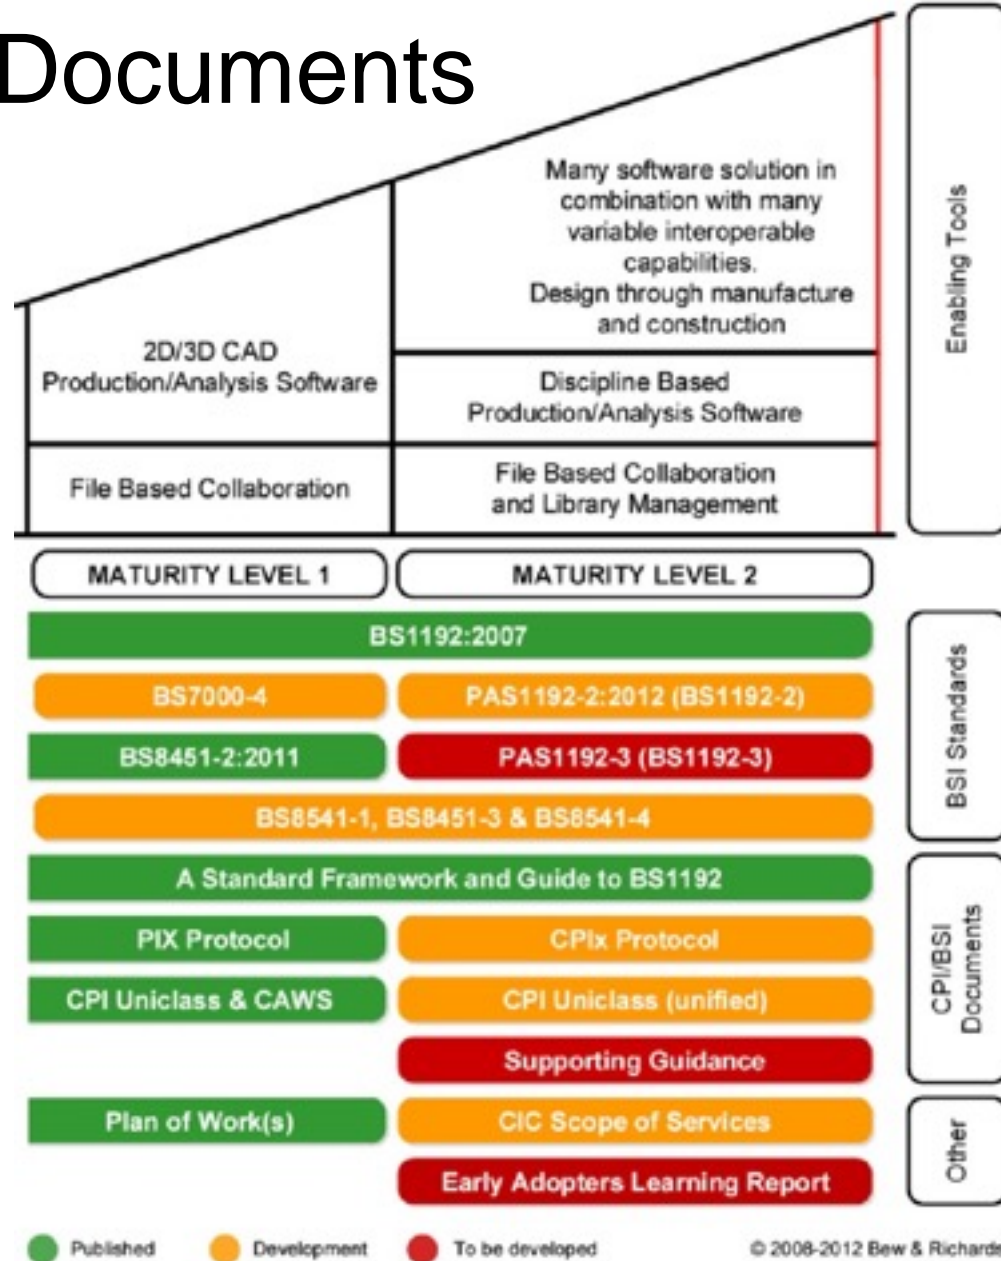 Documents
Many software solution in
combination with many
variable interoperable
capabilities.
Design through manufacture
and construction
2D/3D CAD
Production/Analysis Software
Discipline Based
Production/Analysis Software
File Based Collaboration
File Based Collaboration
and Library Management
Enabling Tools
MATURITY LEVEL 1
MATURITY LEVEL 2
BS1192:2007
BS7000-4
PAS1192-2:2012 (BS1192-2)
BS8451-2:2011
PAS1192-3 (BS1192-3)
BS8541-1, BS8451-3 & BS8541-4
BSI Standards
A Standard Framework and Guide to BS1192
PIX Protocol
CPIx Protocol
CPI Uniclass & CAWS
CPI Uniclass (unified)
Supporting Guidance
CPI/BSI
Documents
Plan of Work(s)
CIC Scope of Services
Early Adopters Learning Report
Other
Published
Development
To be developed
© 2008-2012 Bew & Richards